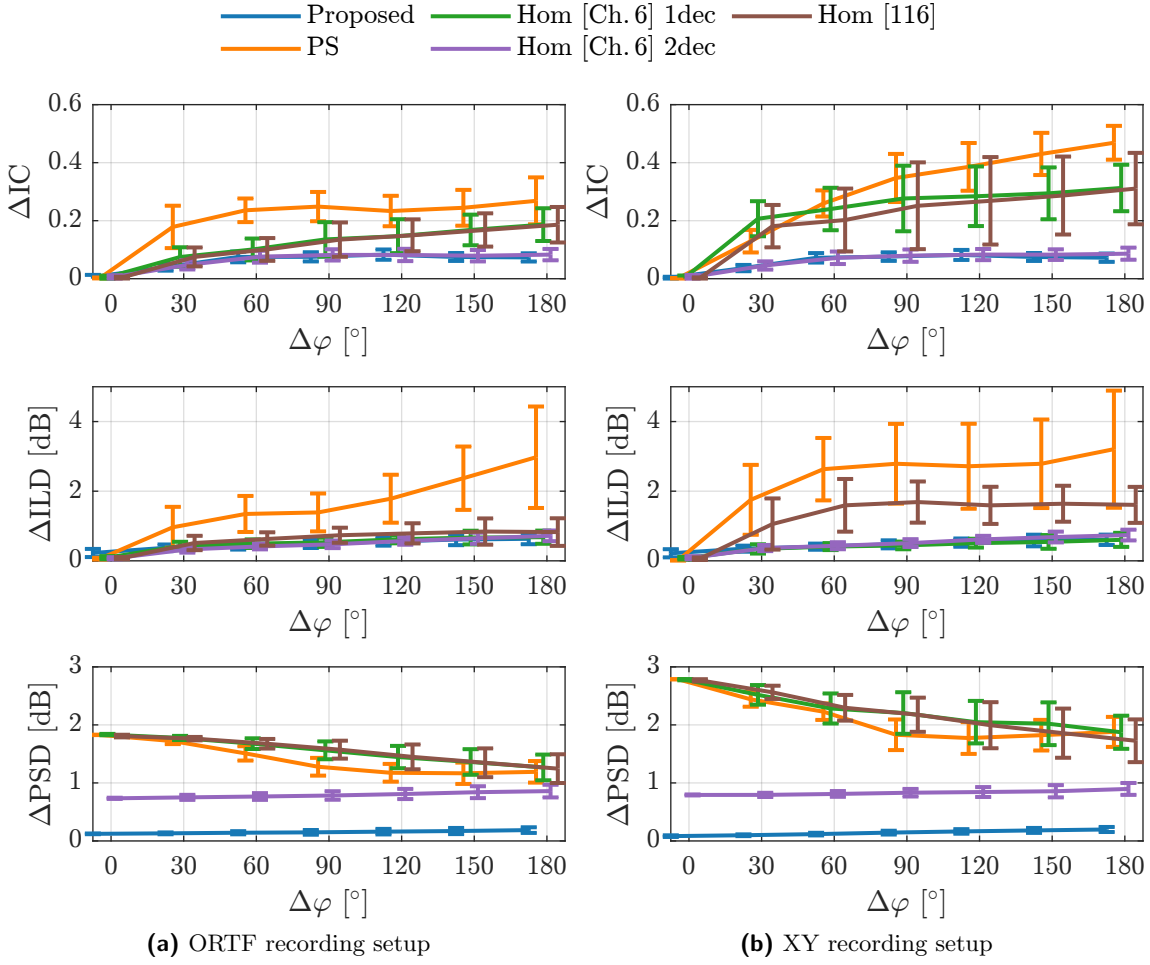 Proposed
Hom [Ch. 6] 1dec
Hom [116]
PS
Hom [Ch. 6] 2dec
0.6
0.4
0.2
0
ΔIC
0 30 60 90 120 150 180
Δφ [°]
0.6
0.4
0.2
0
ΔIC
0 30 60 90 120 150 180
Δφ [°]
4
2
0
ΔILD [dB]
0 30 60 90 120 150 180
Δφ [°]
4
2
0
ΔILD [dB]
0 30 60 90 120 150 180
Δφ [°]
3
2
1
0
ΔPSD [dB]
0 30 60 90 120 150 180
Δφ [°]
3
2
1
0
ΔPSD [dB]
0 30 60 90 120 150 180
Δφ [°]
(a) ORTF recording setup
(b) XY recording setup